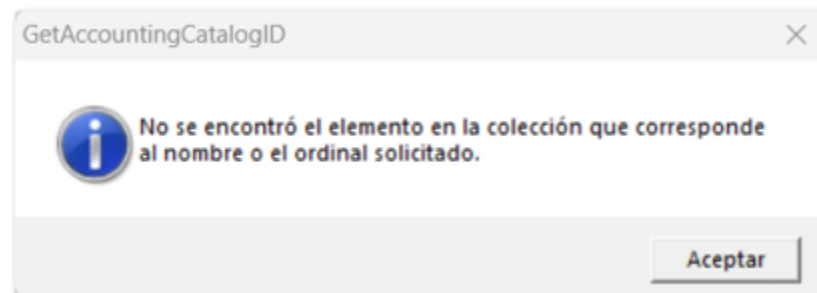 GetAccountingCatalogID
No se encontró el elemento en la colección que corresponde
al nombre o el ordinal solicitado.
Aceptar